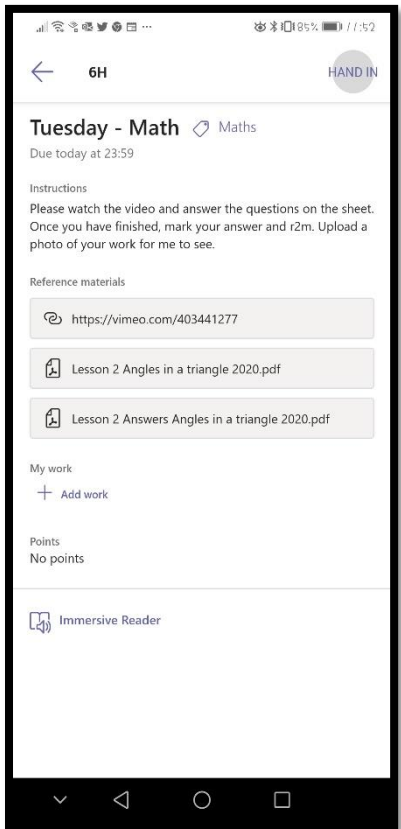 85% 17:52
6H HAND IN
Tuesday - Math Maths
Due today at 23:59
Instructions
Please watch the video and answer the questions on the sheet.
Once you have finished, mark your answer and r2m. Upload a
photo of your work for me to see.
Reference materials
https://vimeo.com/403441277
Lesson 2 Angles in a triangle 2020.pdf
Lesson 2 Answers Angles in a triangle 2020.pdf
My work
Add work
Points
No points
Immersive Reader